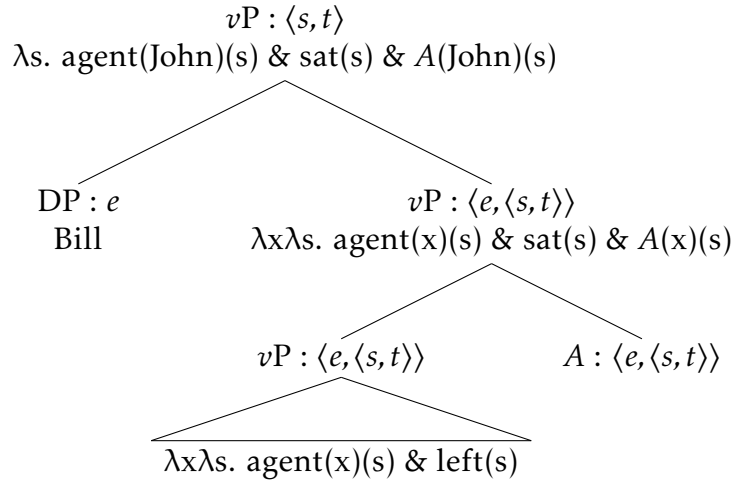 vP : ⟨s, t⟩
λs. agent(John)(s) & sat(s) & A(John)(s)
DP : e
Bill
vP : ⟨e,⟨s, t⟩⟩
λxλs. agent(x)(s) & sat(s) & A(x)(s)
vP : ⟨e,⟨s, t⟩⟩
A : ⟨e,⟨s, t⟩⟩
λxλs. agent(x)(s) & left(s)